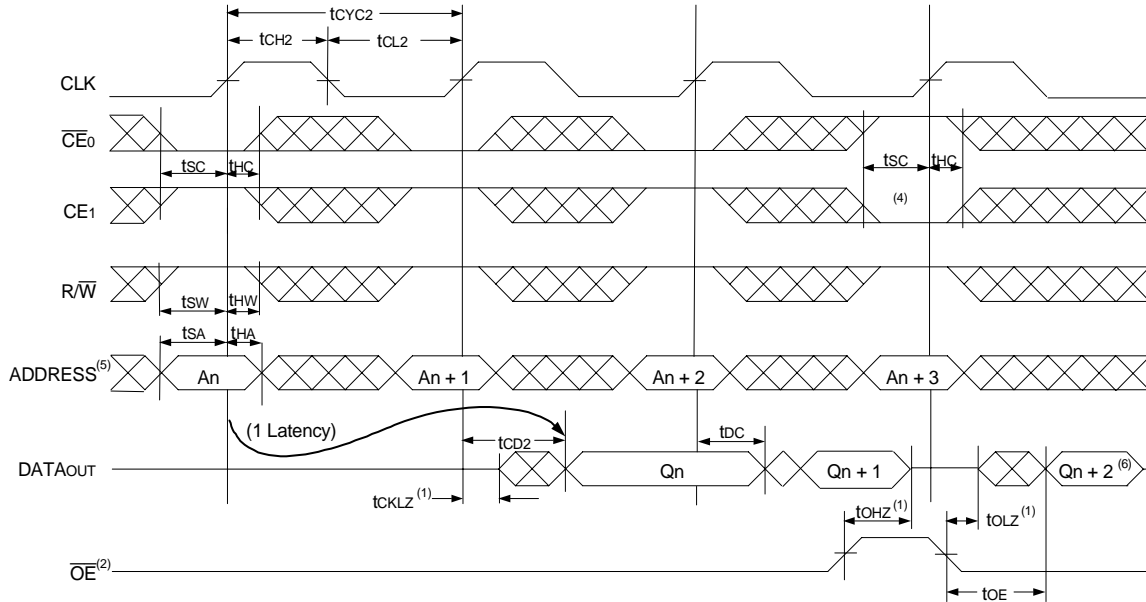 tCYC2
tCH2
tCL2
CLK
CE0
tSC
tHC
tSC
tHC
CE1
(4)
R/W
tSW
tHW
tSA
tHA
ADDRESS(5)
An
An + 1
An + 2
An + 3
(1 Latency)
tCD2
tDC
DATAOUT
Qn
Qn + 1
Qn + 2(6)
tCKLZ(1)
tOHZ(1)
tOLZ(1)
OE(2)
tOE